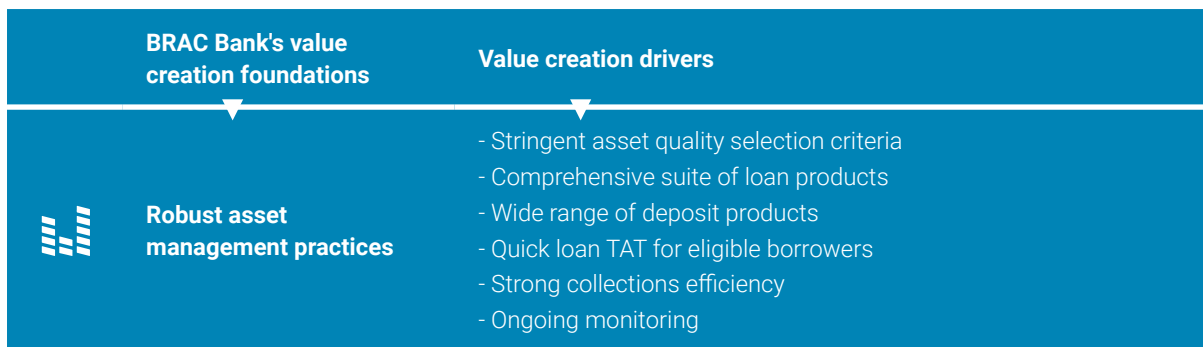 BRAC Bank's value
creation foundations
Value creation drivers
Robust asset
management practices
- Stringent asset quality selection criteria
- Comprehensive suite of loan products
- Wide range of deposit products
- Quick loan TAT for eligible borrowers
- Strong collections efficiency
- Ongoing monitoring